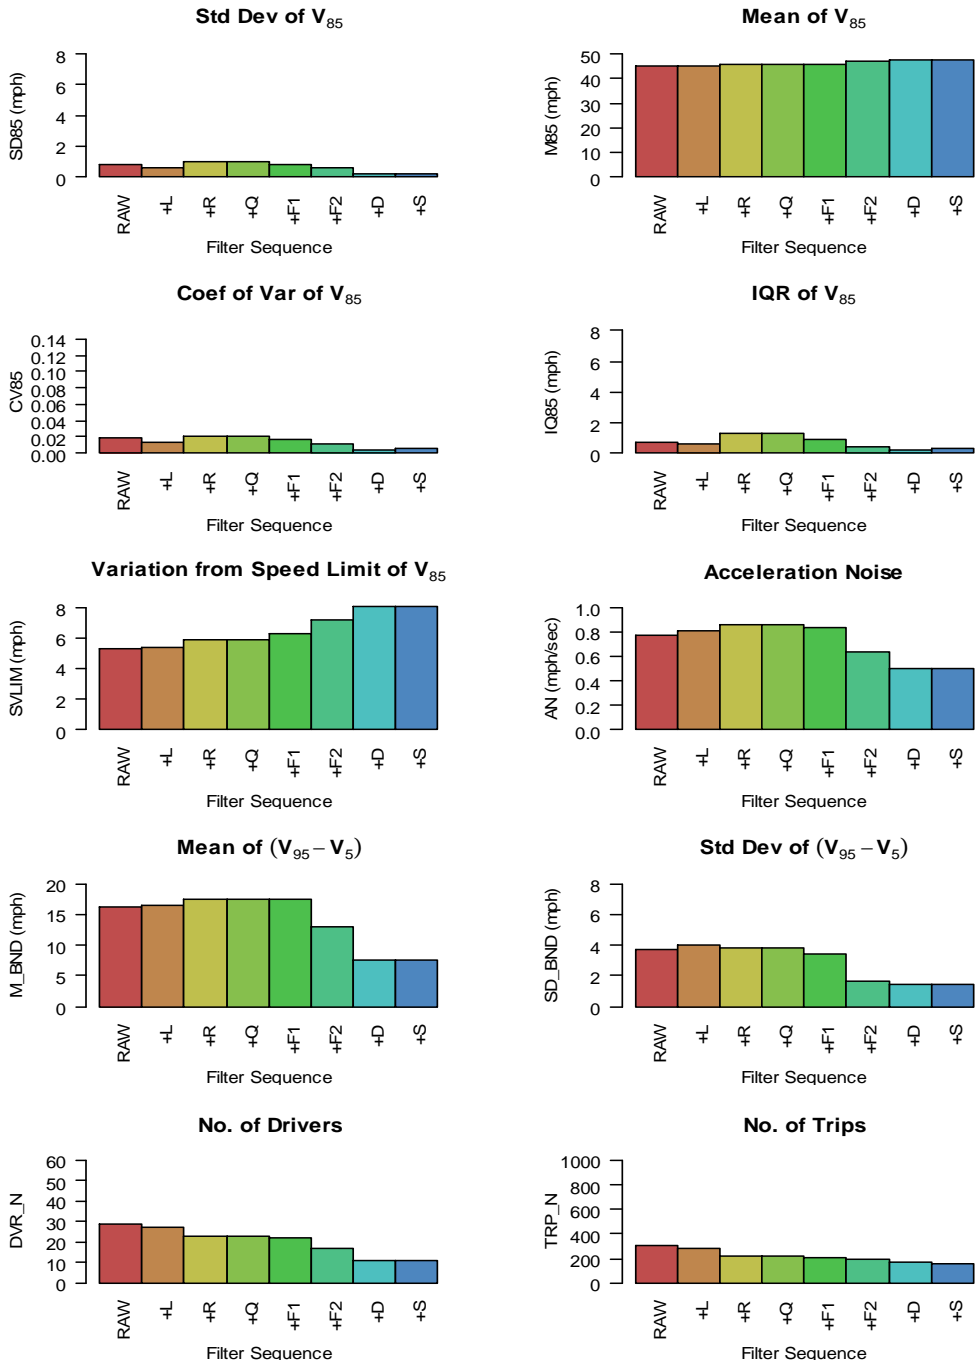 Std Dev of V85
SD85 (mph)
8
6
4
2
0
RAW
+L
+R
+Q
+F1
+F2
+D
+S
Filter Sequence
Mean of V85
M85 (mph)
50
40
30
20
10
0
RAW
+L
+R
+Q
+F1
+F2
+D
+S
Filter Sequence
Coef of Var of V85
CV85
0.14
0.12
0.10
0.08
0.06
0.04
0.02
0.00
RAW
+L
+R
+Q
+F1
+F2
+D
+S
Filter Sequence
IQR of V85
IQ85 (mph)
8
6
4
2
0
RAW
+L
+R
+Q
+F1
+F2
+D
+S
Filter Sequence
Variation from Speed Limit of V85
SVLIM (mph)
8
6
4
2
0
RAW
+L
+R
+Q
+F1
+F2
+D
+S
Filter Sequence
Acceleration Noise
AN (mph/sec)
1.0
0.8
0.6
0.4
0.2
0.0
RAW
+L
+R
+Q
+F1
+F2
+D
+S
Filter Sequence
Mean of (V95 – V5)
M_BND (mph)
20
15
10
5
0
RAW
+L
+R
+Q
+F1
+F2
+D
+S
Filter Sequence
Std Dev of (V95 – V5)
SD_BND (mph)
8
6
4
2
0
RAW
+L
+R
+Q
+F1
+F2
+D
+S
Filter Sequence
No. of Drivers
DVR_N
60
50
40
30
20
10
0
RAW
+L
+R
+Q
+F1
+F2
+D
+S
Filter Sequence
No. of Trips
TRP_N
1000
800
600
400
200
0
RAW
+L
+R
+Q
+F1
+F2
+D
+S
Filter Sequence